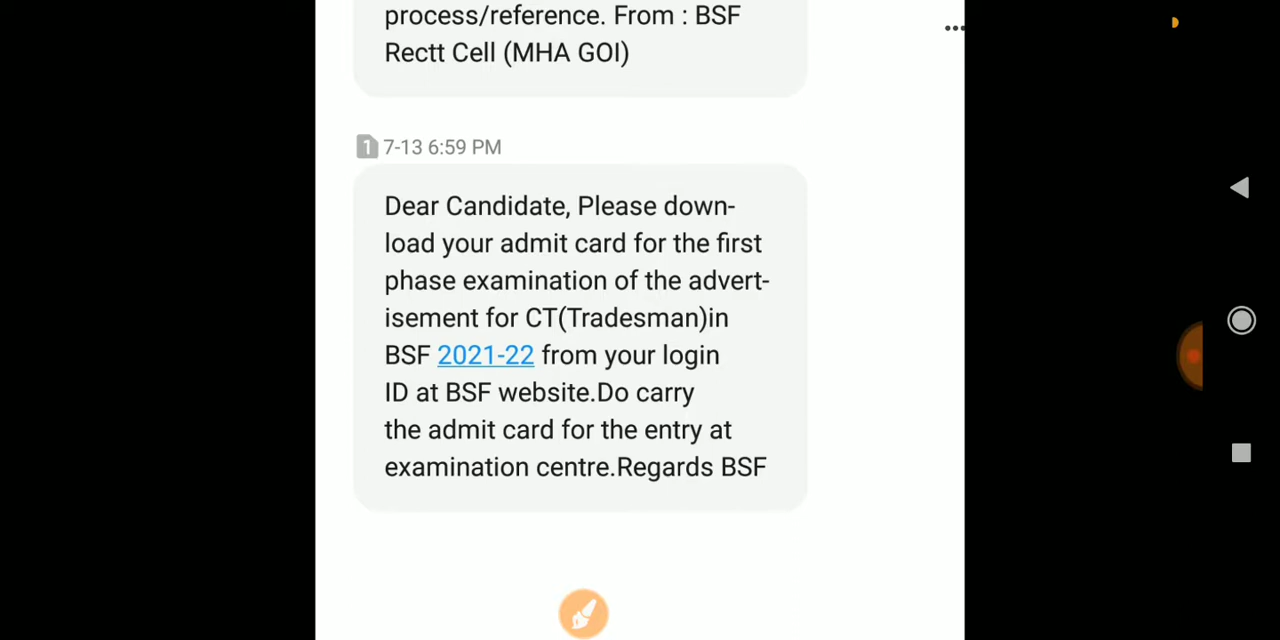 process/reference. From : BSF
Rectt Cell (MHA GOI)
1 7-13 6:59 PM
Dear Candidate, Please down-
load your admit card for the first
phase examination of the advert-
isement for CT(Tradesman)in
BSF 2021-22 from your login
ID at BSF website.Do carry
the admit card for the entry at
examination centre.Regards BSF